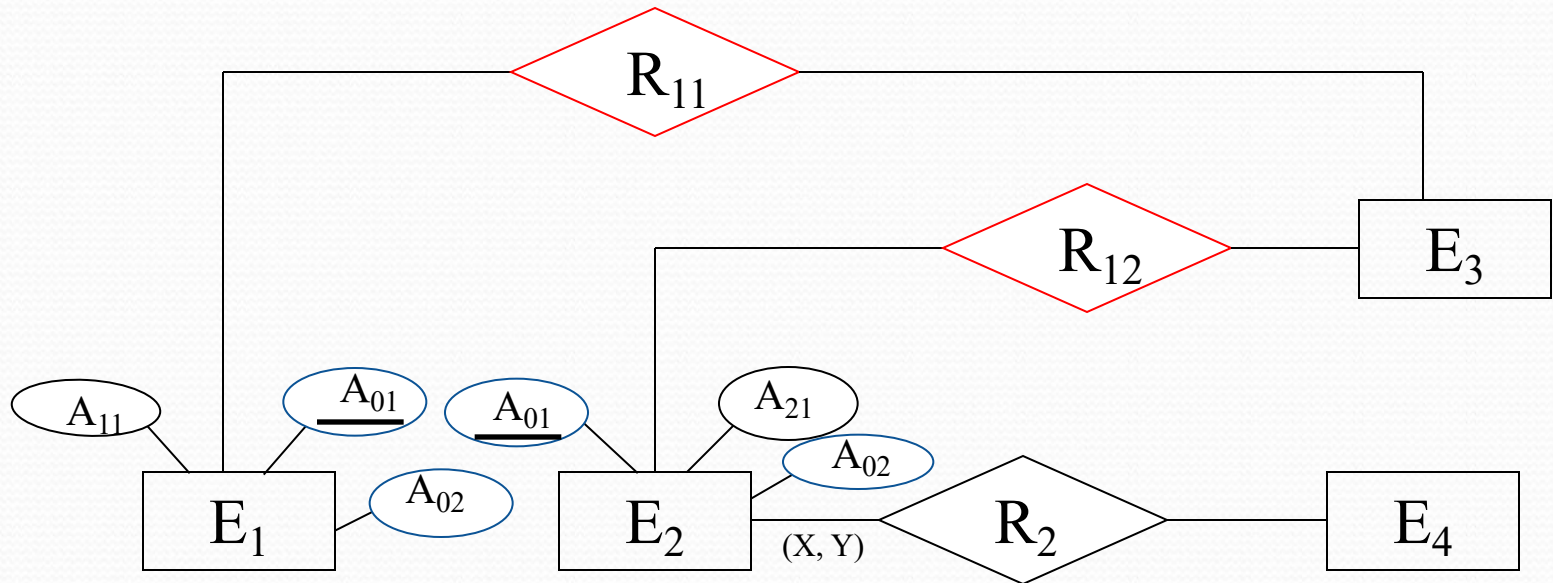 R₁₁
R₁₂
E₃
A₁₁
A₀₁
A₀₁
A₂₁
A₀₂
A₀₂
E₁
E₂
(X, Y)
R₂
E₄